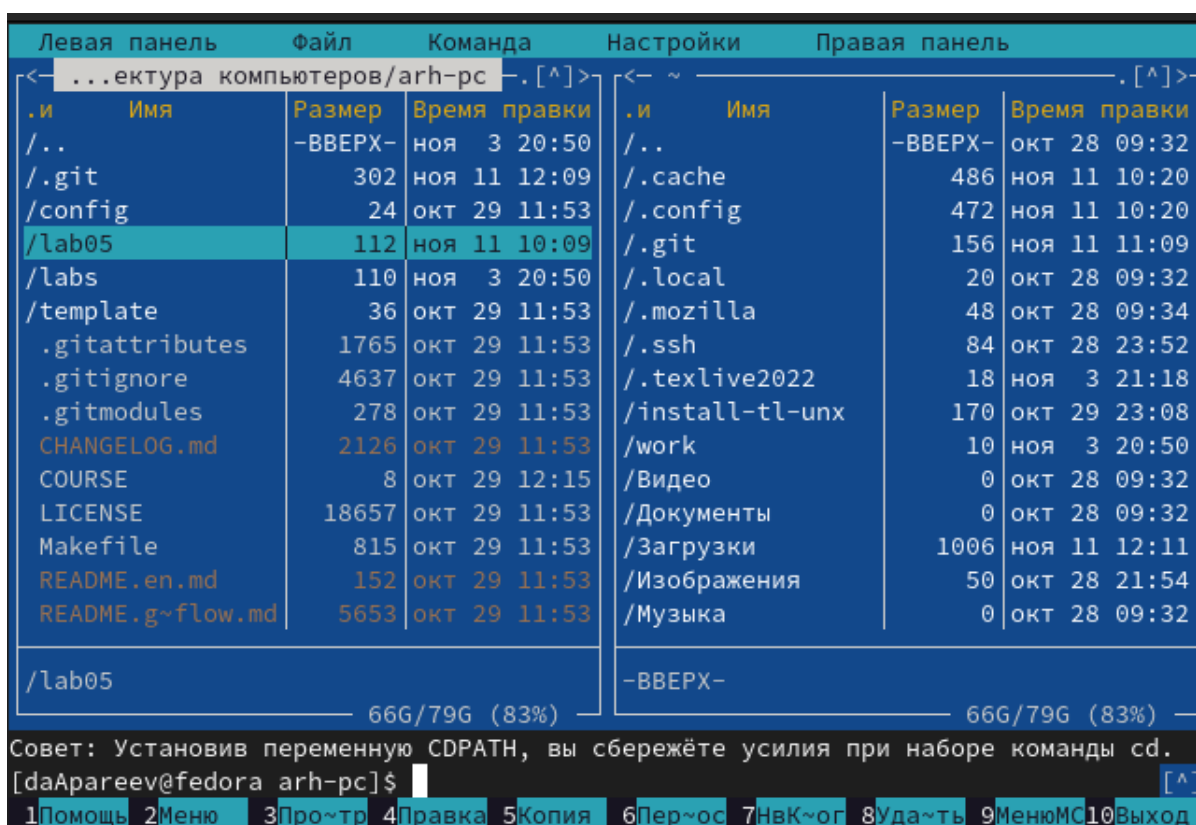 Левая панель Файл Команда Настройки Правая панель
<─ ...ектура компьютеров/arh-pc ─.[^]> <─ ~ ─.[^]>
.и Имя Размер Время правки .и Имя Размер Время правки
/.. -ВВЕРХ- ноя 3 20:50 /.. -ВВЕРХ- окт 28 09:32
/.git 302 ноя 11 12:09 /.cache 486 ноя 11 10:20
/config 24 окт 29 11:53 /.config 472 ноя 11 10:20
/lab05 112 ноя 11 10:09 /.git 156 ноя 11 11:09
/labs 110 ноя 3 20:50 /.local 20 окт 28 09:32
/template 36 окт 29 11:53 /.mozilla 48 окт 28 09:34
.gitattributes 1765 окт 29 11:53 /.ssh 84 окт 28 23:52
.gitignore 4637 окт 29 11:53 /.texlive2022 18 ноя 3 21:18
.gitmodules 278 окт 29 11:53 /install-tl-unx 170 окт 29 23:08
CHANGELOG.md 2126 окт 29 11:53 /work 10 ноя 3 20:50
COURSE 8 окт 29 12:15 /Видео 0 окт 28 09:32
LICENSE 18657 окт 29 11:53 /Документы 0 окт 28 09:32
Makefile 815 окт 29 11:53 /Загрузки 1006 ноя 11 12:11
README.en.md 152 окт 29 11:53 /Изображения 50 окт 28 21:54
README.g~flow.md 5653 окт 29 11:53 /Музыка 0 окт 28 09:32
/lab05 -ВВЕРХ-
66G/79G (83%) 66G/79G (83%)
Совет: Установив переменную CDPATH, вы сбережёте усилия при наборе команды cd.
[daApareev@fedora arh-pc]$ [^]
1Помощь 2Меню 3Про~тр 4Правка 5Копия 6Пер~ос 7НвК~ог 8Уда~ть 9МенюMC 10Выход